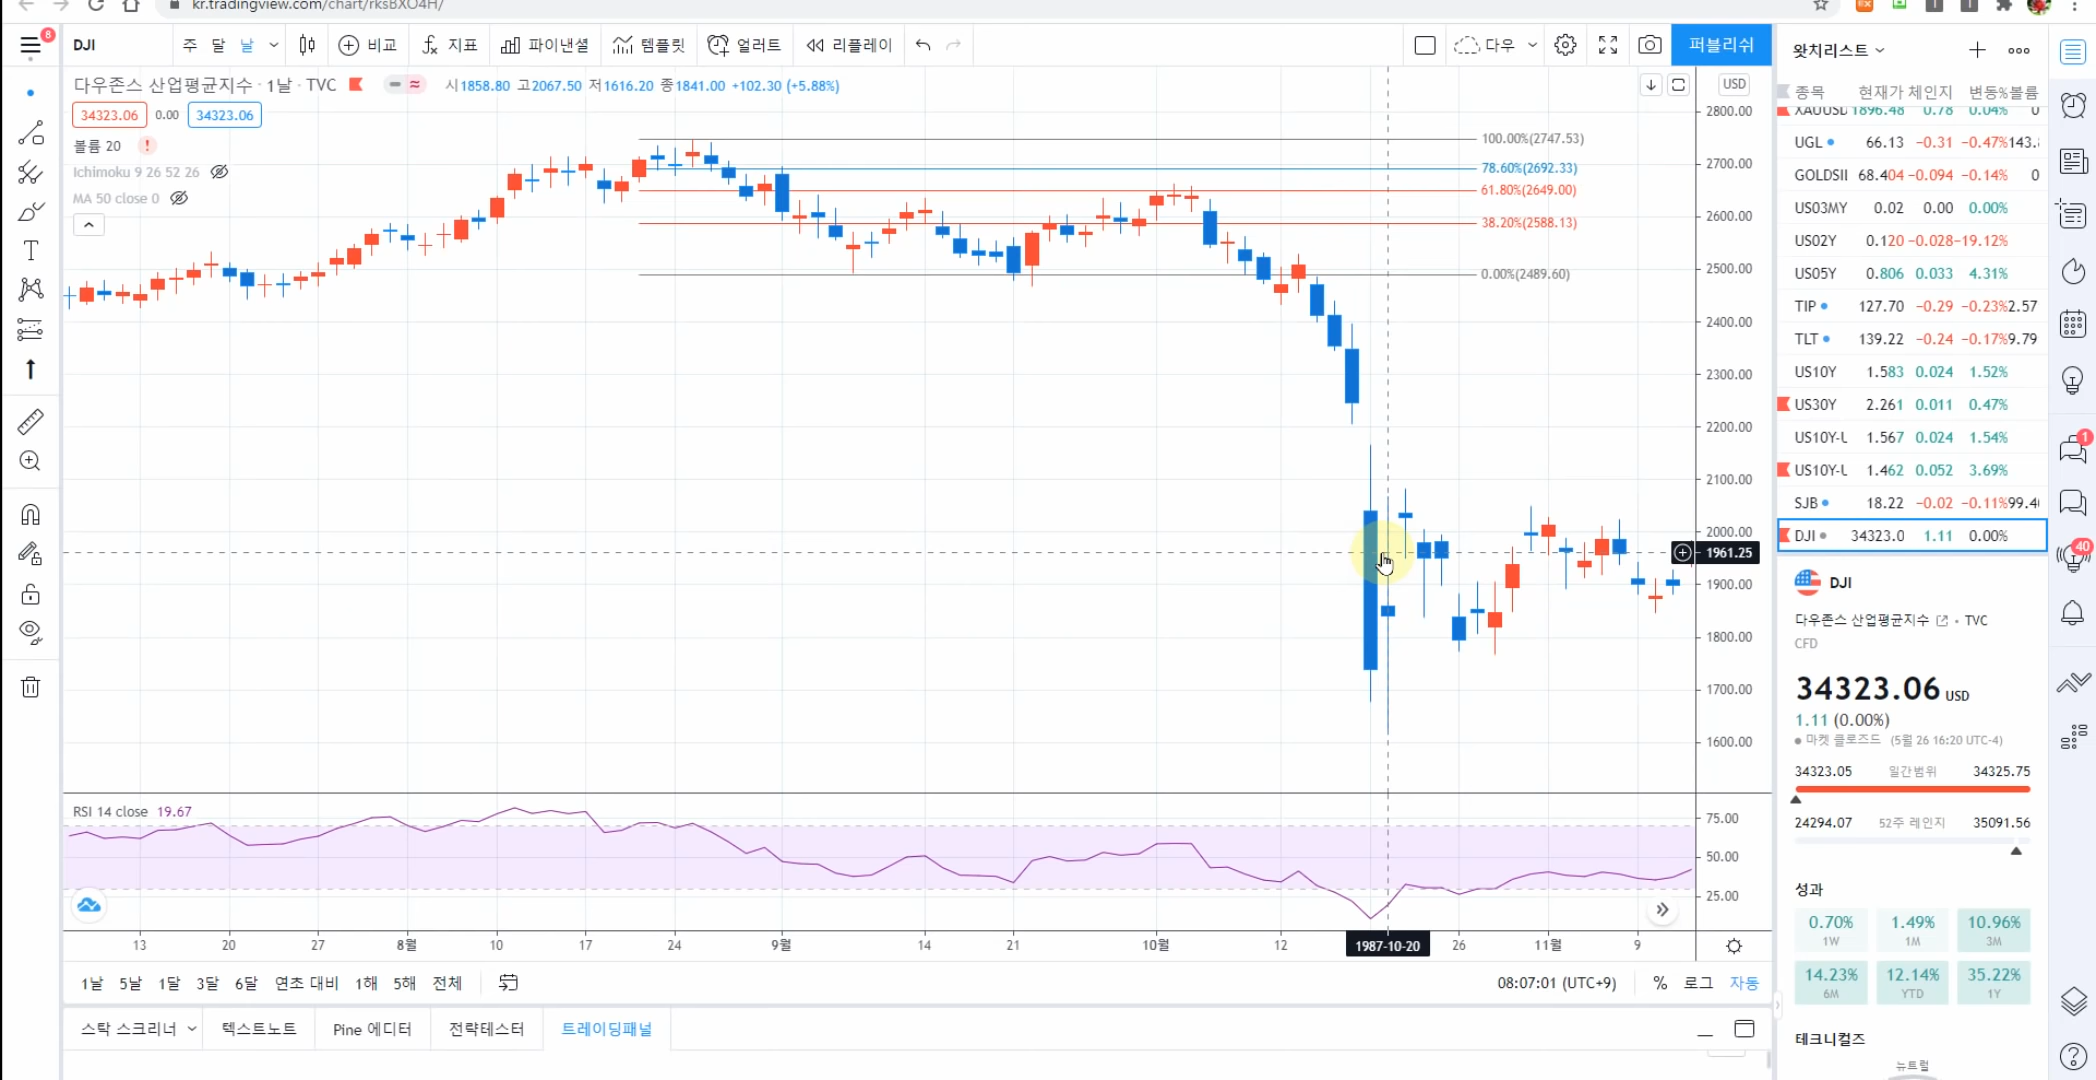 kr.tradingview.com/chart/rksBXO4H/
8
DJI
주 달 날
비교
지표
파이낸셜
템플릿
얼러트
리플레이
다우
퍼블리쉬
다우존스 산업평균지수 · 1날 · TVC
시1858.80 고2067.50 저1616.20 종1841.00 +102.30 (+5.88%)
34323.06 0.00 34323.06
볼륨 20 !
Ichimoku 9 26 52 26
MA 50 close 0
100.00%(2747.53)
78.60%(2692.33)
61.80%(2649.00)
38.20%(2588.13)
0.00%(2489.60)
USD
2800.00
2700.00
2600.00
2500.00
2400.00
2300.00
2200.00
2100.00
2000.00
1961.25
1900.00
1800.00
1700.00
1600.00
RSI 14 close 19.67
75.00
50.00
25.00
13 20 27 8월 10 17 24 9월 14 21 10월 12 1987-10-20 26 11월 9
1날 5날 1달 3달 6달 연초 대비 1해 5해 전체
08:07:01 (UTC+9) % 로그 자동
스탁 스크리너 텍스트노트 Pine 에디터 전략테스터 트레이딩패널
왓치리스트
종목 현재가 체인지 변동% 볼륨
XAUUSD 1896.48 0.78 0.04% 0
UGL 66.13 -0.31 -0.47% 143.
GOLDSII 68.404 -0.094 -0.14% 0
US03MY 0.02 0.00 0.00%
US02Y 0.120 -0.028 -19.12%
US05Y 0.806 0.033 4.31%
TIP 127.70 -0.29 -0.23% 2.57
TLT 139.22 -0.24 -0.17% 9.79
US10Y 1.583 0.024 1.52%
US30Y 2.261 0.011 0.47%
US10Y-L 1.567 0.024 1.54%
US10Y-L 1.462 0.052 3.69%
SJB 18.22 -0.02 -0.11% 99.4
DJI 34323.0 1.11 0.00%
DJI
다우존스 산업평균지수 • TVC
CFD
34323.06 USD
1.11 (0.00%)
마켓 클로즈드 (5월 26 16:20 UTC-4)
34323.05 일간범위 34325.75
24294.07 52주 레인지 35091.56
성과
0.70% 1.49% 10.96%
1W 1M 3M
14.23% 12.14% 35.22%
6M YTD 1Y
테크니컬즈
뉴트럴
1
40